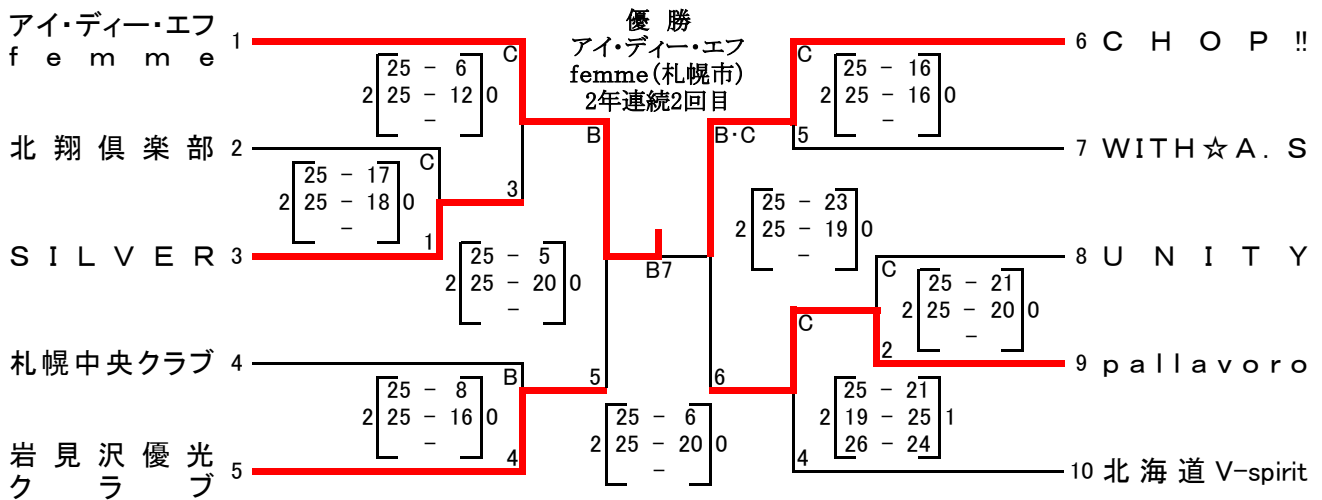 優 勝
アイ・ディー・エフ
femme(札幌市)
2年連続2回目
アイ・ディー・エフ
femme 1
C
25 - 6
2 25 - 12 0
-
北翔倶楽部 2
C
25 - 17
2 25 - 18 0
-
SILVER 3
1
3
B
25 - 5
2 25 - 20 0
-
札幌中央クラブ 4
B
25 - 8
2 25 - 16 0
-
岩見沢優光
クラブ 5
4
5
B7
25 - 6
2 25 - 20 0
-
6 CHOP!!
C
25 - 16
2 25 - 16 0
-
5
7 WITH☆A.S
B・C
25 - 23
2 25 - 19 0
-
8 UNITY
C
25 - 21
2 25 - 20 0
-
2
9 pallavoro
C
6
25 - 21
2 19 - 25 1
26 - 24
4
10 北海道V-spirit